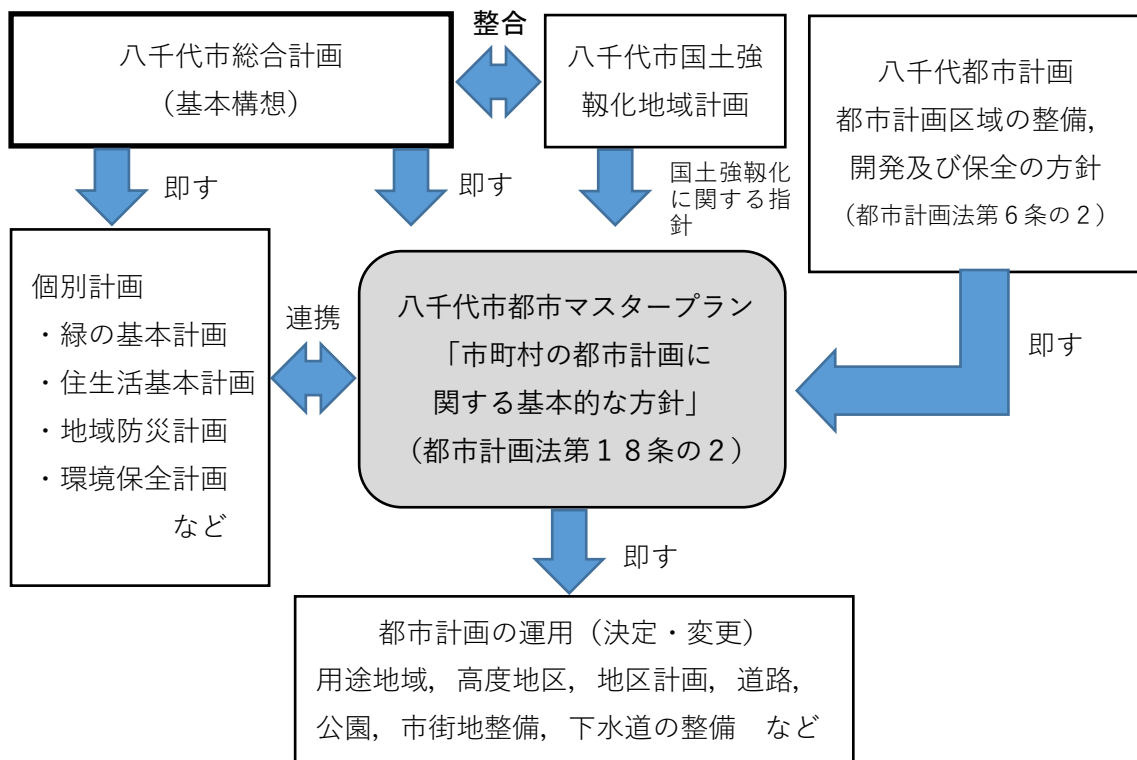 八千代市総合計画
（基本構想）
整合
八千代市国土強
靱化地域計画
八千代都市計画
都市計画区域の整備，
開発及び保全の方針
（都市計画法第６条の２）
即す
即す
国土強靱化
に関する指
針
個別計画
・緑の基本計画
・住生活基本計画
・地域防災計画
・環境保全計画
など
連携
八千代市都市マスタープラン
「市町村の都市計画に
関する基本的な方針」
（都市計画法第１８条の２）
即す
即す
都市計画の運用（決定・変更）
用途地域，高度地区，地区計画，道路，
公園，市街地整備，下水道の整備　など